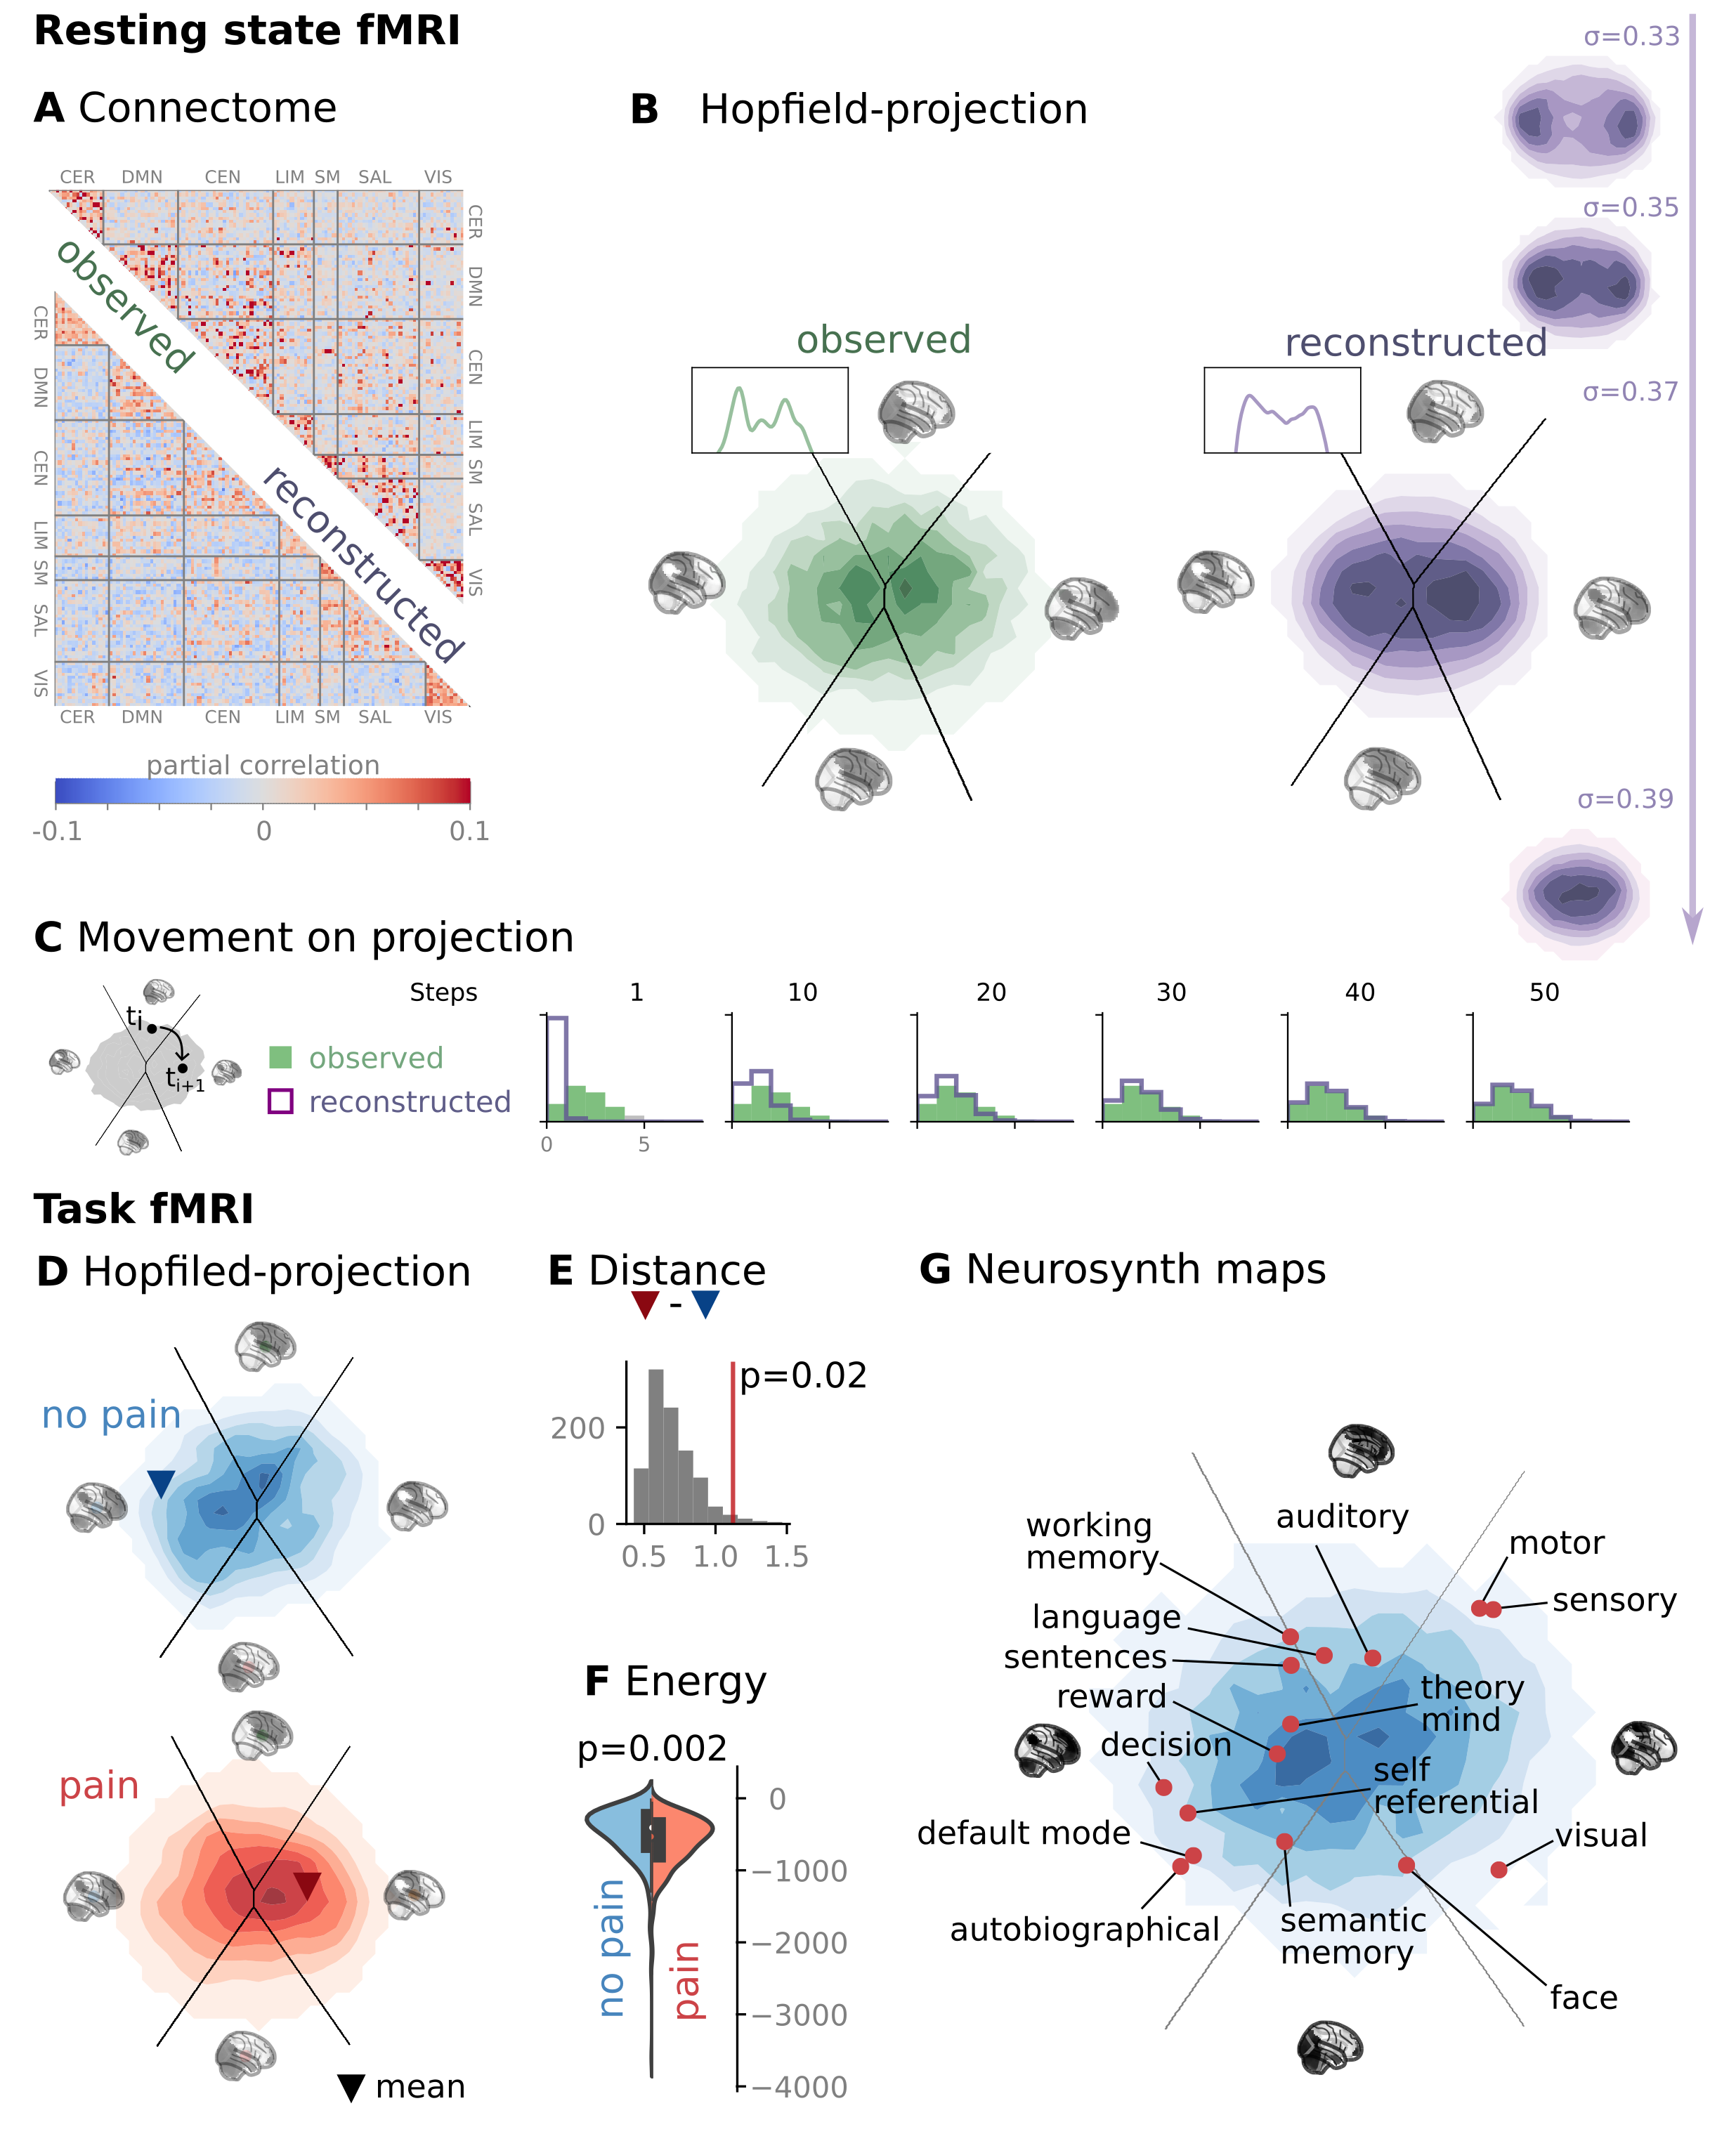 Resting state fMRI
A Connectome
CER DMN CEN LIM SM SAL VIS
CER
DMN
CEN
LIM
SM
SAL
VIS
observed
reconstructed
CER
DMN
CEN
LIM
SM
SAL
VIS
CER DMN CEN LIM SM SAL VIS
partial correlation
-0.1 0 0.1
B Hopfield-projection
observed
reconstructed
σ=0.33
σ=0.35
σ=0.37
σ=0.39
C Movement on projection
ti
ti+1
observed
reconstructed
Steps 1 10 20 30 40 50
0 5
Task fMRI
D Hopfiled-projection
no pain
pain
mean
E Distance
-
p=0.02
200
0
0.5 1.0 1.5
F Energy
p=0.002
no pain
pain
0
−1000
−2000
−3000
−4000
G Neurosynth maps
working
memory
auditory
motor
sensory
language
sentences
reward
theory
mind
decision
self
referential
default mode
visual
autobiographical
semantic
memory
face